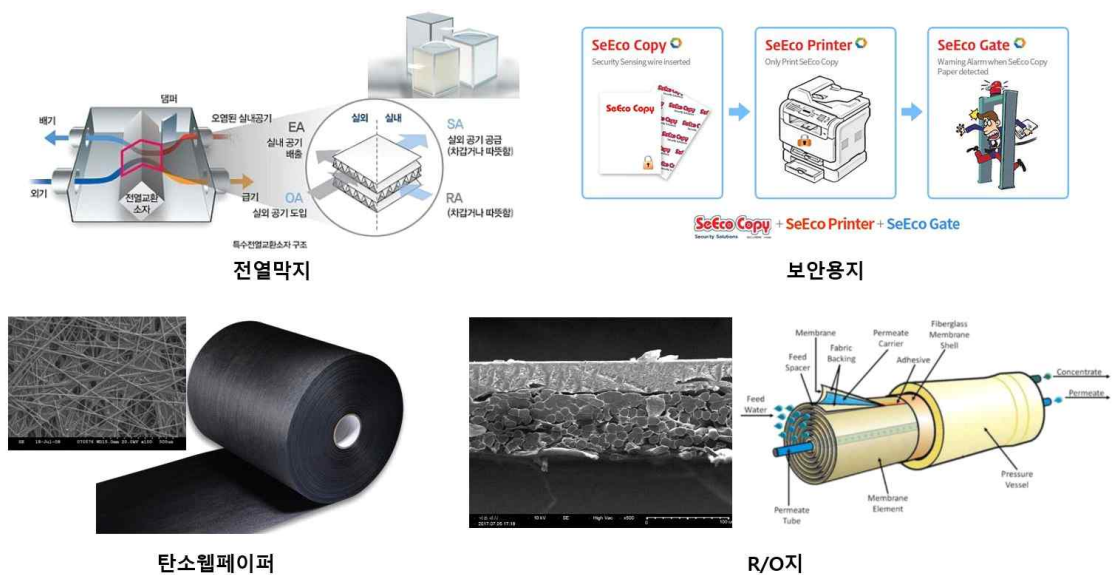 댐퍼
배기
오염된 실내공기
외기
급기
전열교환
소자
EA
실내 공기
배출
OA
실외 공기 도입
실외
실내
SA
실외 공기 공급
(차갑거나 따뜻함)
RA
(차갑거나 따뜻함)
특수전열교환소자 구조
전열막지
SeEco Copy
Security Sensing wire inserted
SeEco Copy
SeEco Printer
Only Print SeEco Copy
SeEco Gate
Warning Alarm when SeEco Copy
Paper detected
SeEco Copy + SeEco Printer + SeEco Gate
Security Solutions
보안용지
탄소웹페이퍼
Membrane
Feed
Spacer
Fabric
Backing
Permeate
Carrier
Adhesive
Fiberglass
Membrane
Shell
Concentrate
Permeate
Feed
Water
Pressure
Vessel
Membrane
Element
Permeate
Tube
R/O지